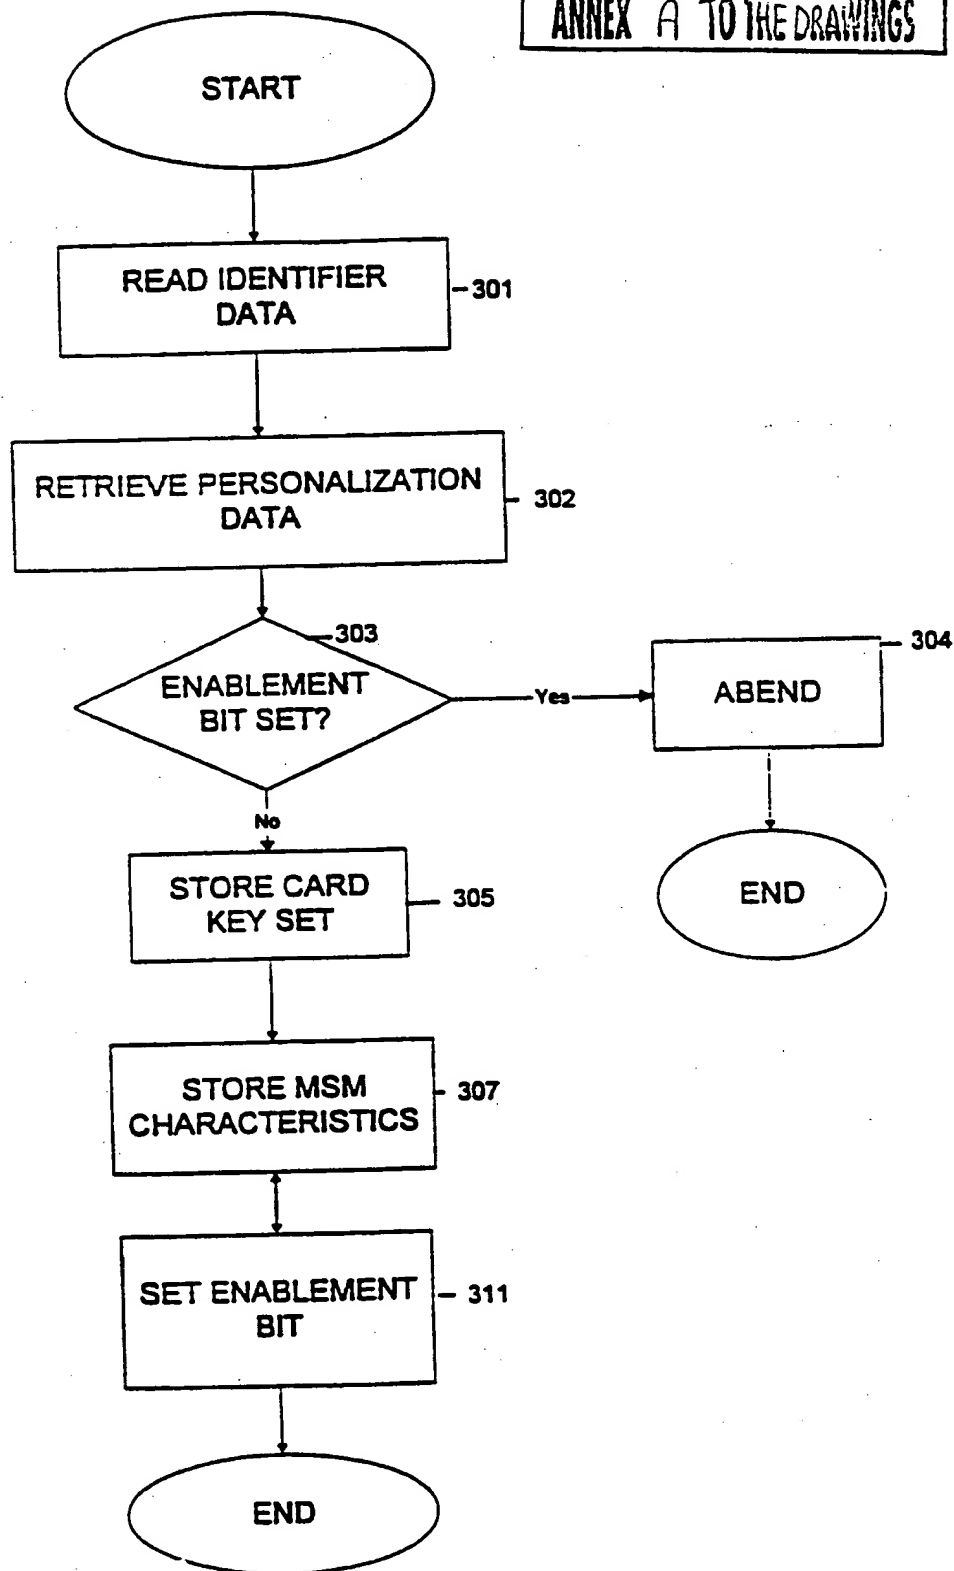 ANNEX A TO THE DRAWINGS
START
READ IDENTIFIER
DATA
301
RETRIEVE PERSONALIZATION
DATA
302
303
ENABLEMENT
BIT SET?
Yes
304
ABEND
No
END
STORE CARD
KEY SET
305
STORE MSM
CHARACTERISTICS
307
SET ENABLEMENT
BIT
311
END